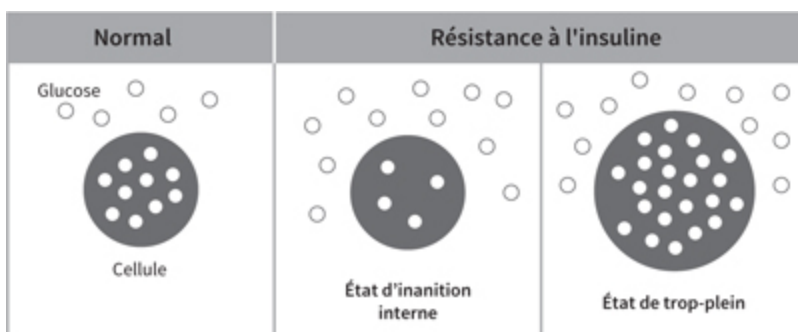 Normal
Résistance à l'insuline
Glucose
Cellule
État d’inanition
interne
État de trop-plein